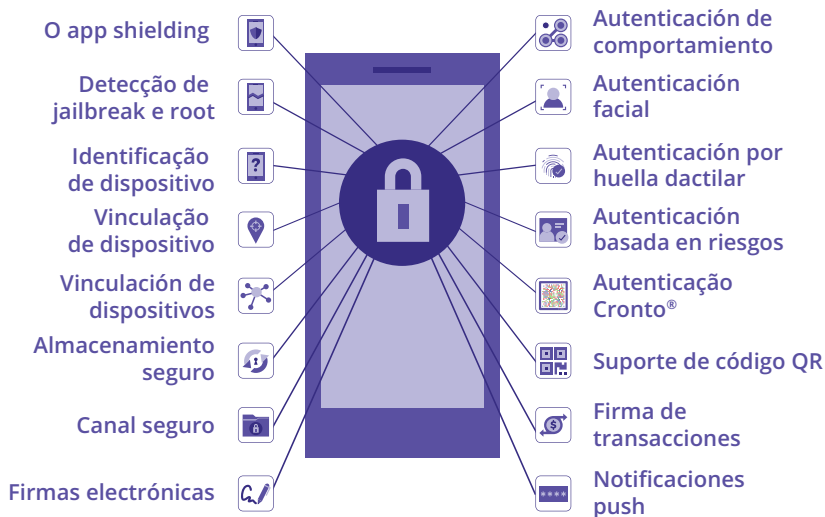 O app shielding
Detecção de
jailbreak e root
Identificação
de dispositivo
Vinculação
de dispositivo
Vinculación de
dispositivos
Almacenamiento
seguro
Canal seguro
Firmas electrónicas
?
$
****
Autenticación de
comportamiento
Autenticación
facial
Autenticación por
huella dactilar
Autenticación
basada en riesgos
Autenticação
Cronto®
Suporte de código QR
Firma de
transacciones
Notificaciones
push